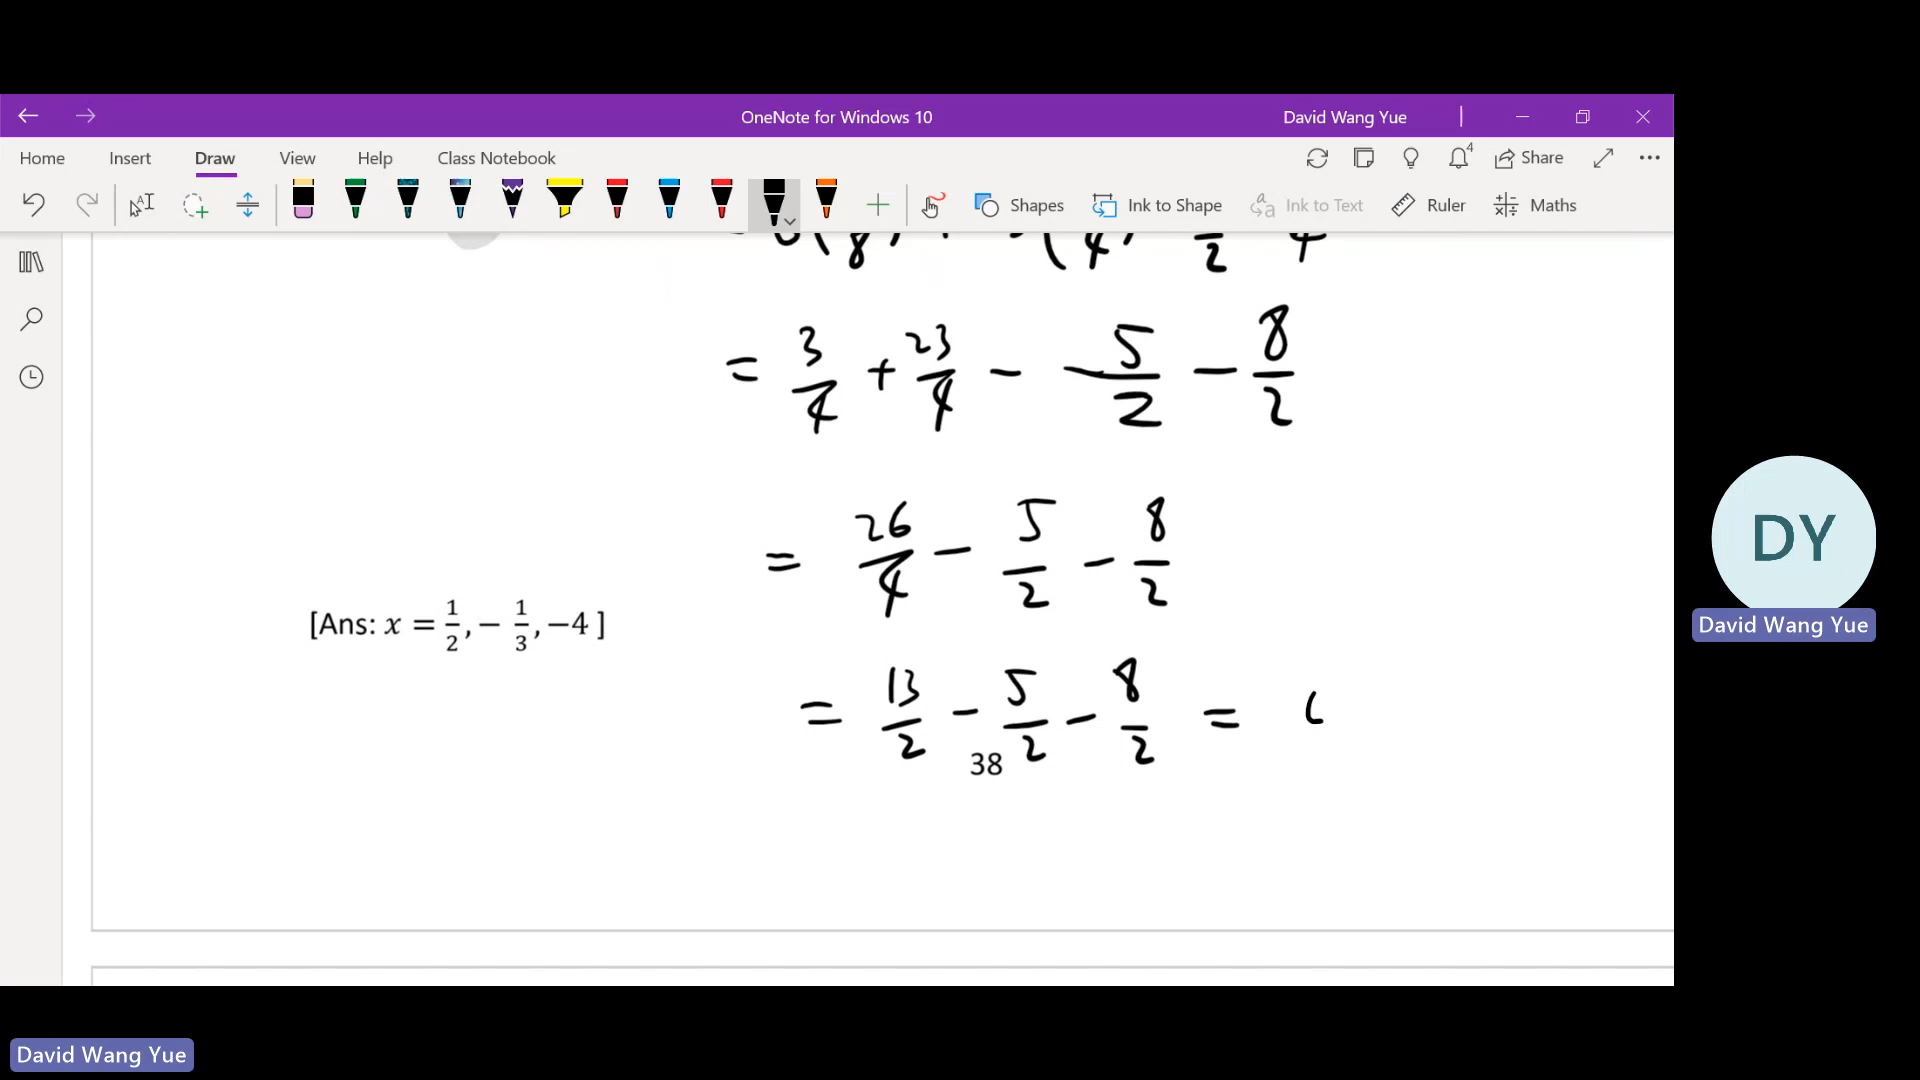 OneNote for Windows 10
David Wang Yue
Home Insert Draw View Help Class Notebook
4
Share
Shapes Ink to Shape Ink to Text Ruler Maths
= 3/4 + 23/4 - 5/2 - 8/2
= 26/4 - 5/2 - 8/2
[Ans: x = 1/2, - 1/3, -4 ]
= 13/2 - 5/2 - 8/2 =
38
DY
David Wang Yue
David Wang Yue